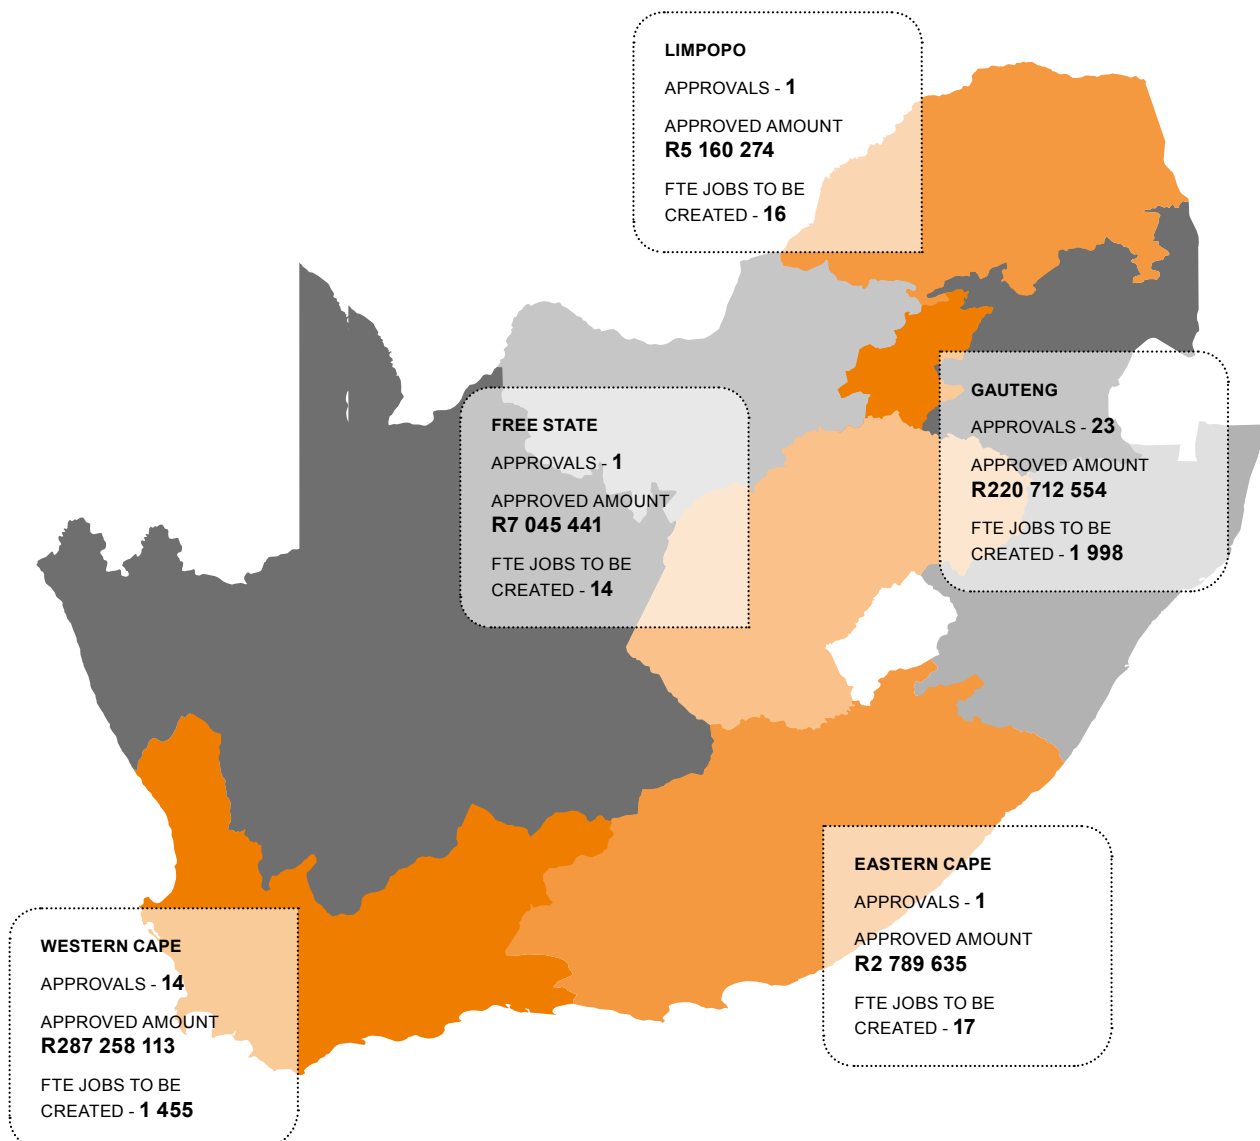 LIMPOPO
APPROVALS - 1
APPROVED AMOUNT
R5 160 274
FTE JOBS TO BE
CREATED - 16
GAUTENG
APPROVALS - 23
APPROVED AMOUNT
R220 712 554
FTE JOBS TO BE
CREATED - 1 998
FREE STATE
APPROVALS - 1
APPROVED AMOUNT
R7 045 441
FTE JOBS TO BE
CREATED - 14
EASTERN CAPE
APPROVALS - 1
APPROVED AMOUNT
R2 789 635
FTE JOBS TO BE
CREATED - 17
WESTERN CAPE
APPROVALS - 14
APPROVED AMOUNT
R287 258 113
FTE JOBS TO BE
CREATED - 1 455